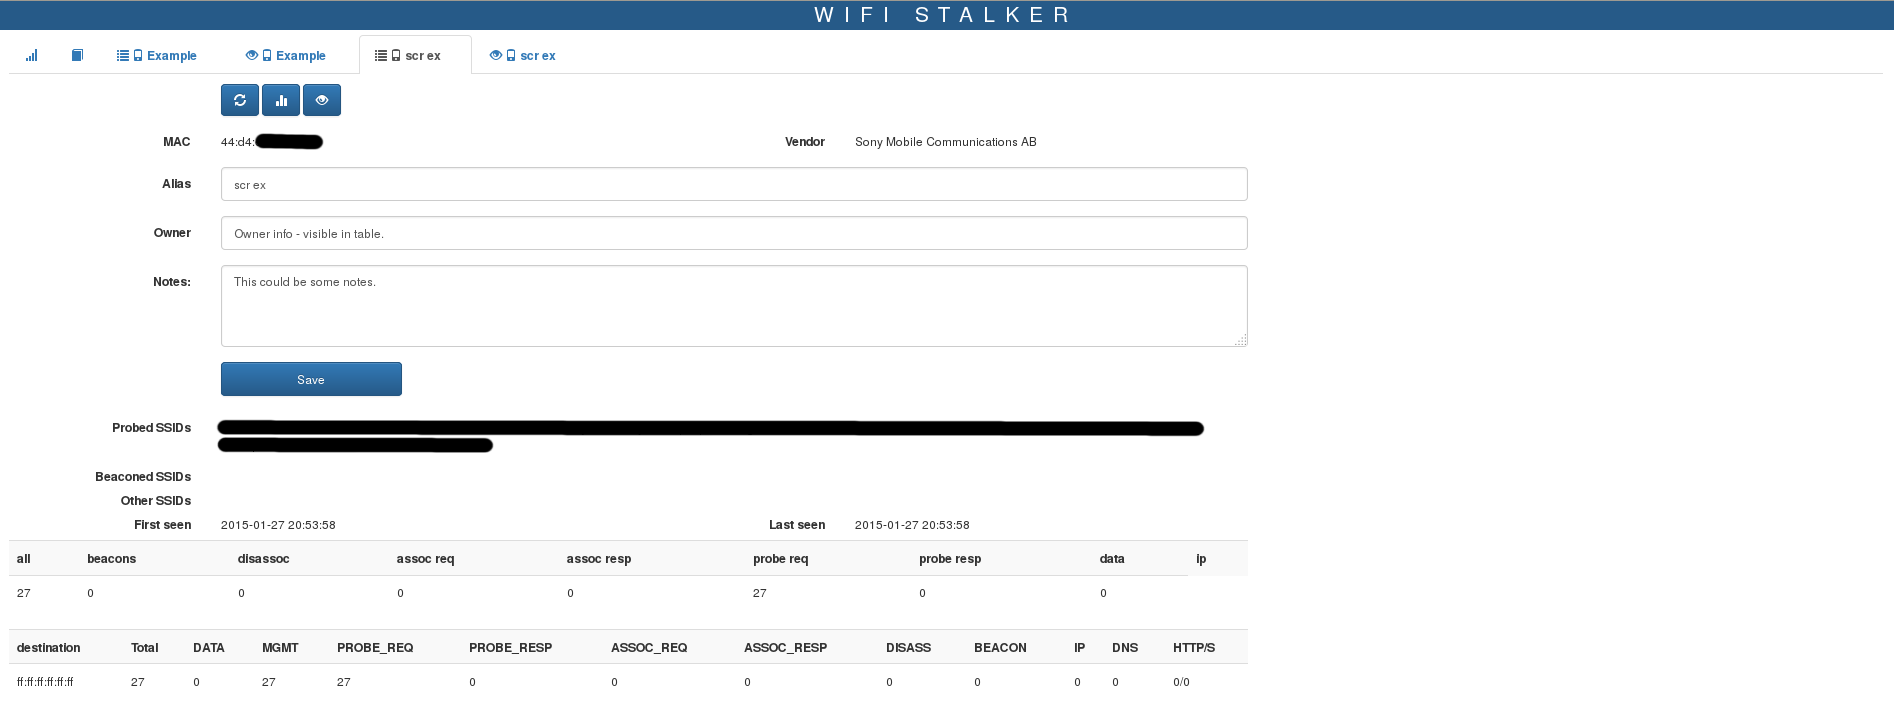 WIFI STALKER
Example Example scr ex scr ex
MAC 44:d4: Vendor Sony Mobile Communications AB
Alias scr ex
Owner Owner info - visible in table.
Notes: This could be some notes.
Save
Probed SSIDs
Beaconed SSIDs
Other SSIDs
First seen 2015-01-27 20:53:58 Last seen 2015-01-27 20:53:58
all beacons disassoc assoc req assoc resp probe req probe resp data ip
27 0 0 0 0 27 0 0
destination Total DATA MGMT PROBE_REQ PROBE_RESP ASSOC_REQ ASSOC_RESP DISASS BEACON IP DNS HTTP/S
ff:ff:ff:ff:ff:ff 27 0 27 27 0 0 0 0 0 0 0 0/0